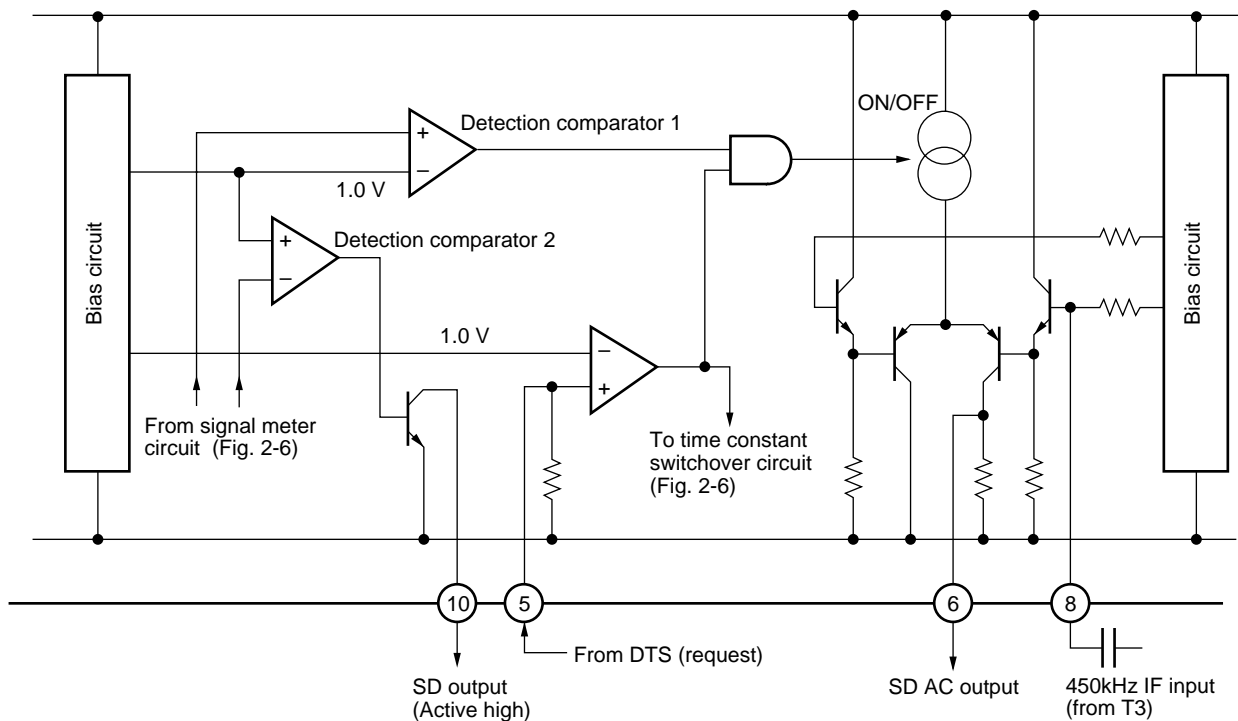 ON/OFF
Detection comparator 1
+
−
1.0 V
Bias circuit
Detection comparator 2
+
−
Bias circuit
1.0 V
−
+
From signal meter
circuit (Fig. 2-6)
To time constant
switchover circuit
(Fig. 2-6)
10
5
6
8
From DTS (request)
SD output
(Active high)
SD AC output
450kHz IF input
(from T3)